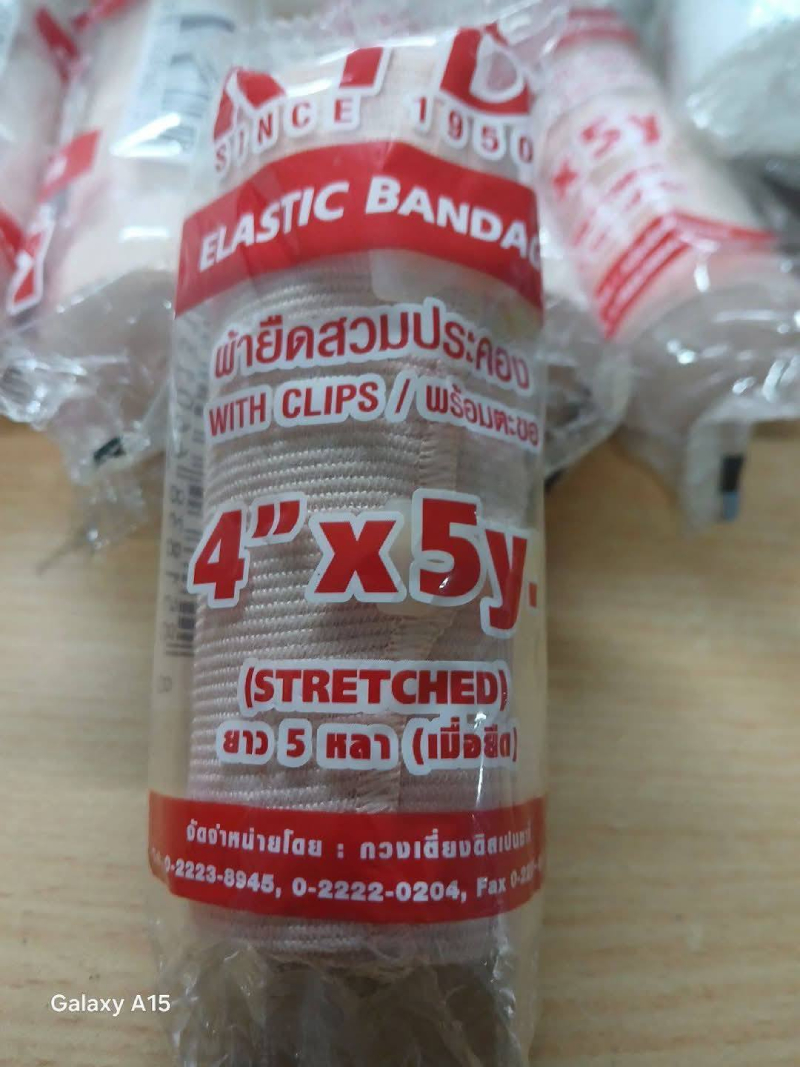 KTD
SINCE 1950
ELASTIC BANDAG
ผ้ายืดสวมประคอง
WITH CLIPS / พร้อมตะขอ
4" x 5y.
(STRETCHED)
ยาว 5 หลา (เมื่อยืด)
จัดจำหน่ายโดย : กวงเตี่ยงดิสเปนซารี่
0-2223-8945, 0-2222-0204, Fax
5y
Galaxy A15